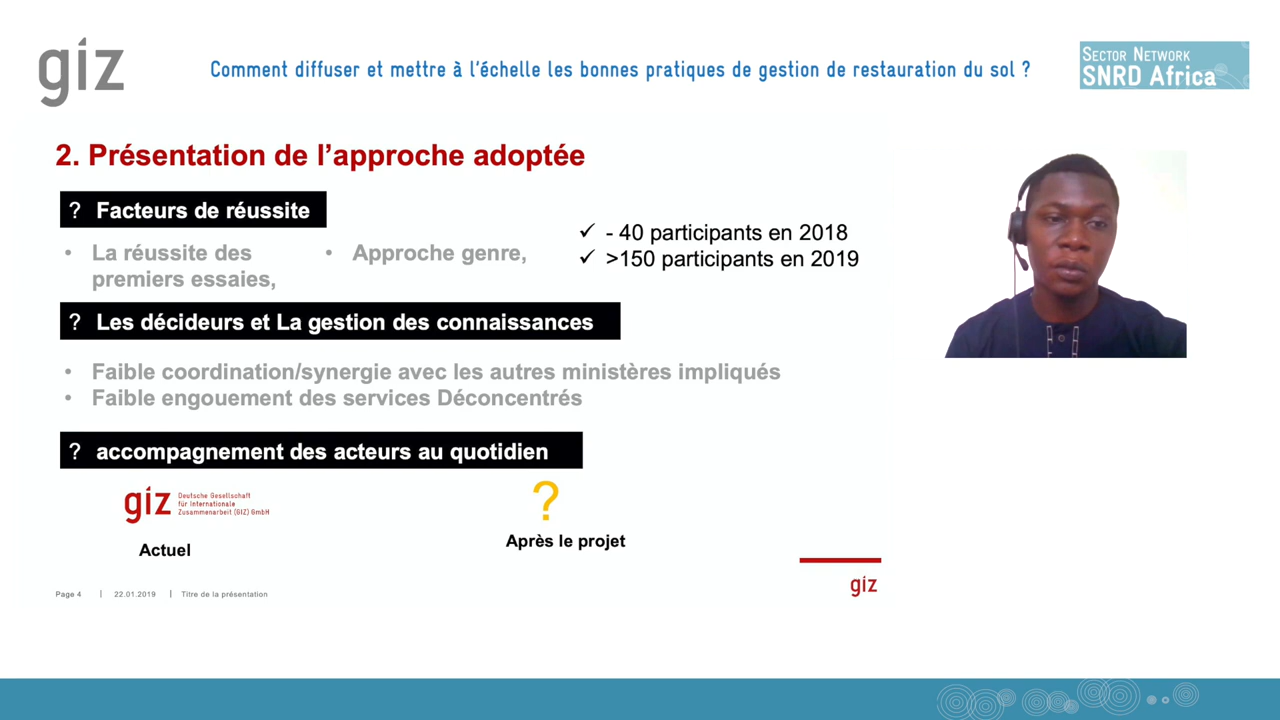 giz
Comment diffuser et mettre à l'échelle les bonnes pratiques de gestion de restauration du sol ?
SECTOR NETWORK
SNRD Africa
2. Présentation de l'approche adoptée
? Facteurs de réussite
• La réussite des
premiers essaies,
• Approche genre,
✓ - 40 participants en 2018
✓ >150 participants en 2019
? Les décideurs et La gestion des connaissances
• Faible coordination/synergie avec les autres ministères impliqués
• Faible engouement des services Déconcentrés
? accompagnement des acteurs au quotidien
giz
Deutsche Gesellschaft
für Internationale
Zusammenarbeit (GIZ) GmbH
Actuel
?
Après le projet
giz
Page 4 | 22.01.2019 | Titre de la présentation